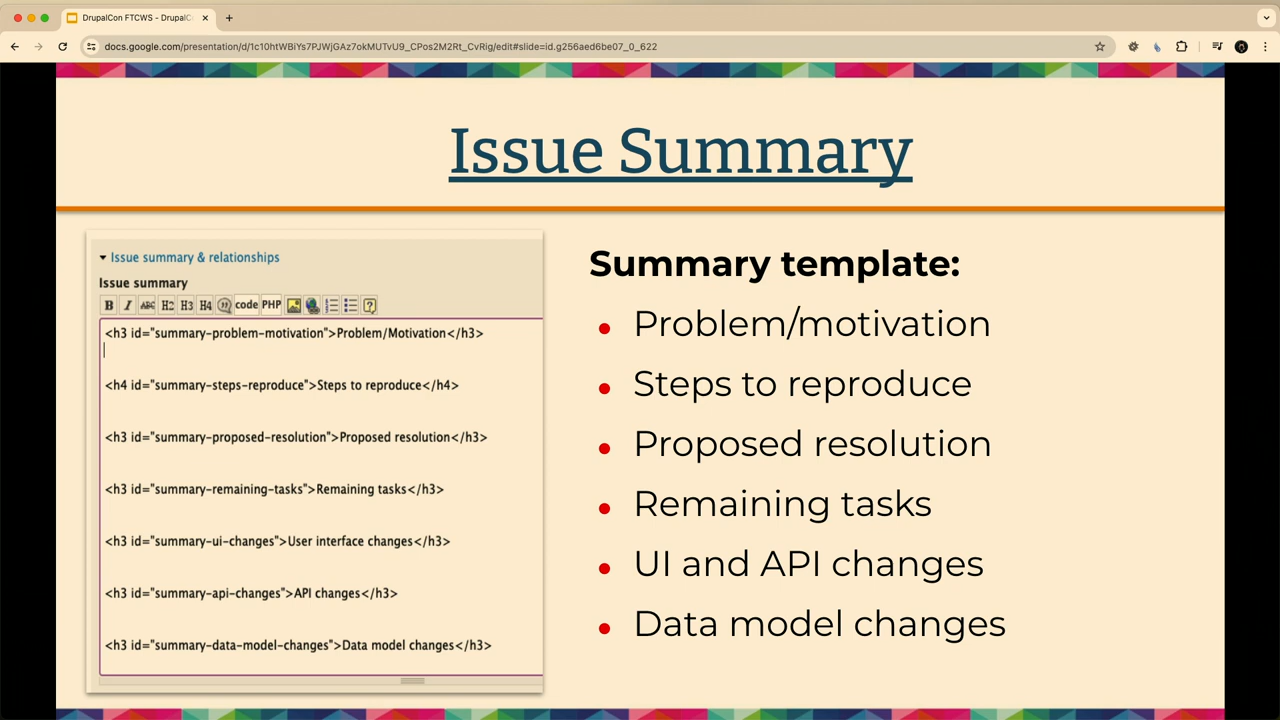 DrupalCon FTCWS - DrupalC
docs.google.com/presentation/d/1c10htWBiYs7PJWjGAz7okMUTvU9_CPos2M2Rt_CvRig/edit#slide=id.g256aed6be07_0_622
Issue Summary
Issue summary & relationships
Issue summary
B I ABC H2 H3 H4 code PHP
<h3 id="summary-problem-motivation">Problem/Motivation</h3>
<h4 id="summary-steps-reproduce">Steps to reproduce</h4>
<h3 id="summary-proposed-resolution">Proposed resolution</h3>
<h3 id="summary-remaining-tasks">Remaining tasks</h3>
<h3 id="summary-ui-changes">User interface changes</h3>
<h3 id="summary-api-changes">API changes</h3>
<h3 id="summary-data-model-changes">Data model changes</h3>
Summary template:
Problem/motivation
Steps to reproduce
Proposed resolution
Remaining tasks
UI and API changes
Data model changes